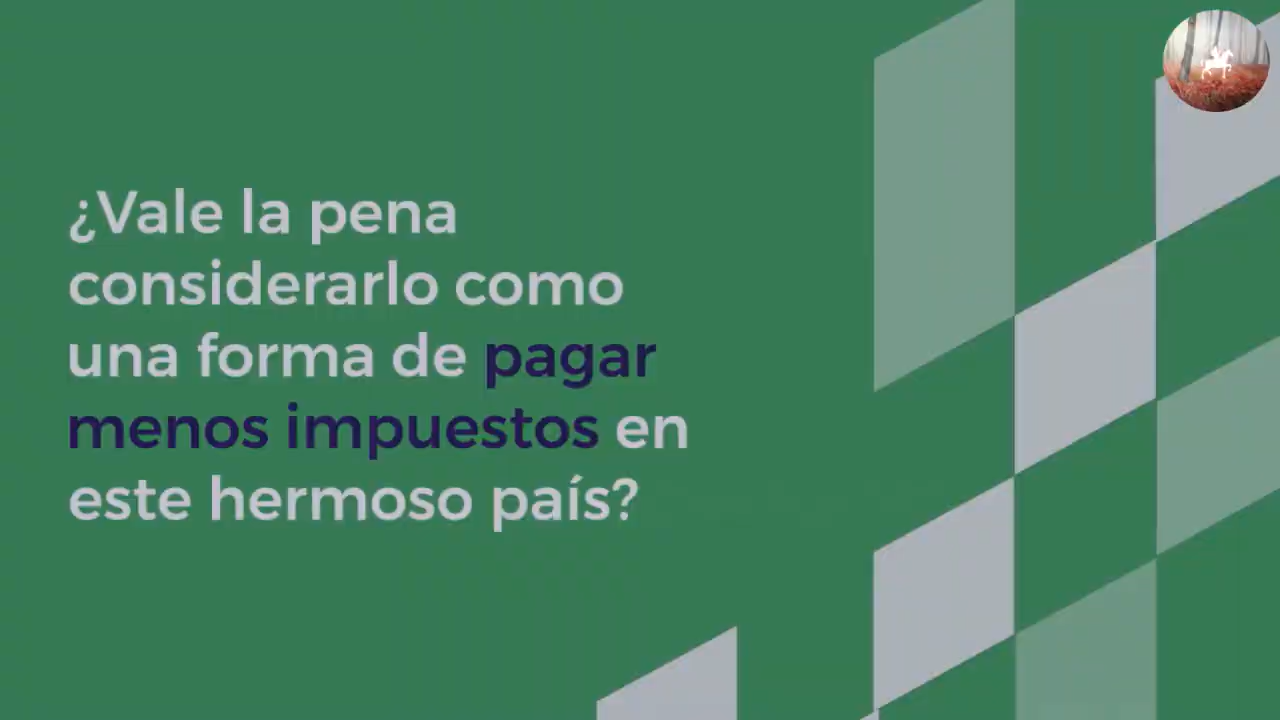 ¿Vale la pena
considerarlo como
una forma de pagar
menos impuestos en
este hermoso país?